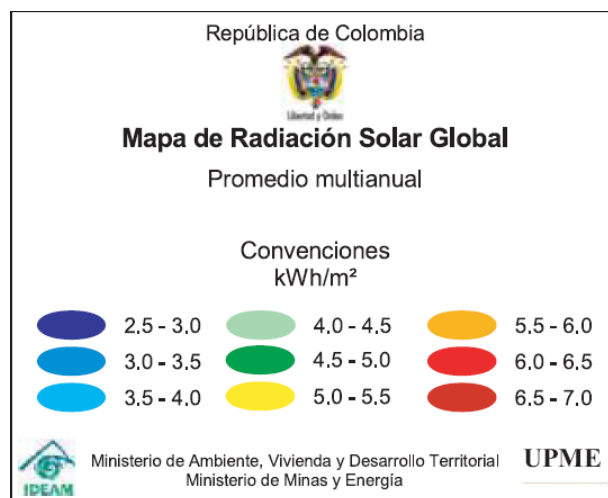 República de Colombia
Libertad y Orden
Mapa de Radiación Solar Global
Promedio multianual
Convenciones
kWh/m²
2.5 - 3.0 4.0 - 4.5 5.5 - 6.0
3.0 - 3.5 4.5 - 5.0 6.0 - 6.5
3.5 - 4.0 5.0 - 5.5 6.5 - 7.0
IDEAM
Ministerio de Ambiente, Vivienda y Desarrollo Territorial
Ministerio de Minas y Energía
UPME